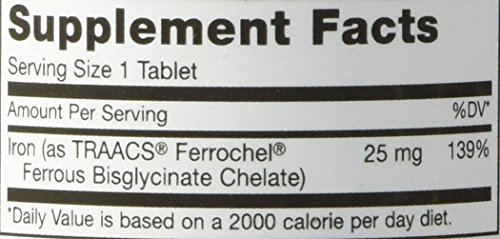 Supplement Facts
Serving Size 1 Tablet
Amount Per Serving %DV*
Iron (as TRAACS® Ferrochel® 25 mg 139%
Ferrous Bisglycinate Chelate)
*Daily Value is based on a 2000 calorie per day diet.